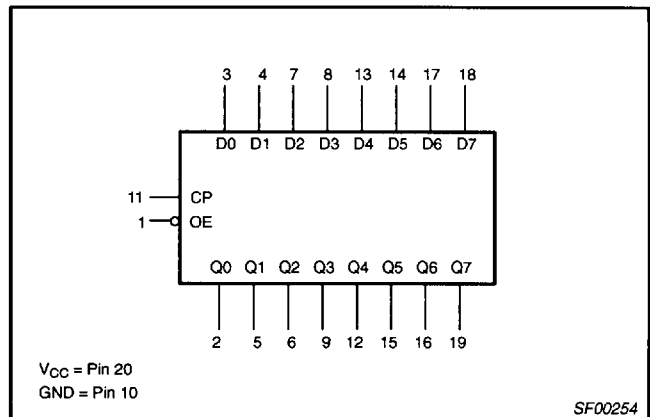 3 4 7 8 13 14 17 18
D0 D1 D2 D3 D4 D5 D6 D7
11 CP
1 OE
Q0 Q1 Q2 Q3 Q4 Q5 Q6 Q7
2 5 6 9 12 15 16 19
VCC = Pin 20
GND = Pin 10
SF00254